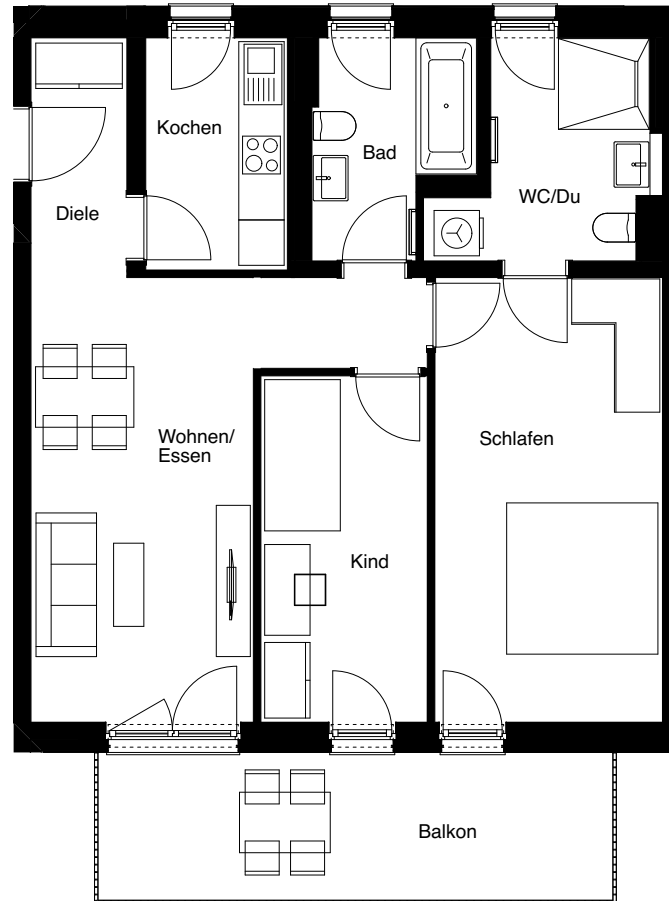 Kochen
Bad
WC/Du
Diele
Wohnen/
Essen
Schlafen
Kind
Balkon